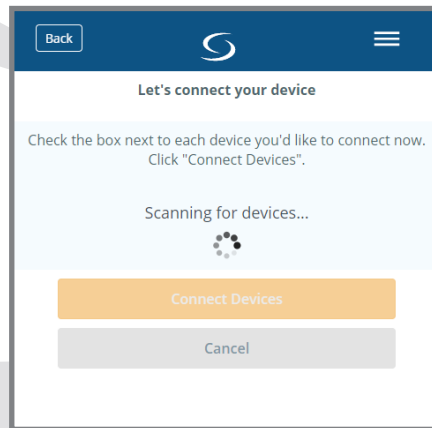 Back
Let's connect your device
Check the box next to each device you'd like to connect now.
Click "Connect Devices".
Scanning for devices...
Connect Devices
Cancel